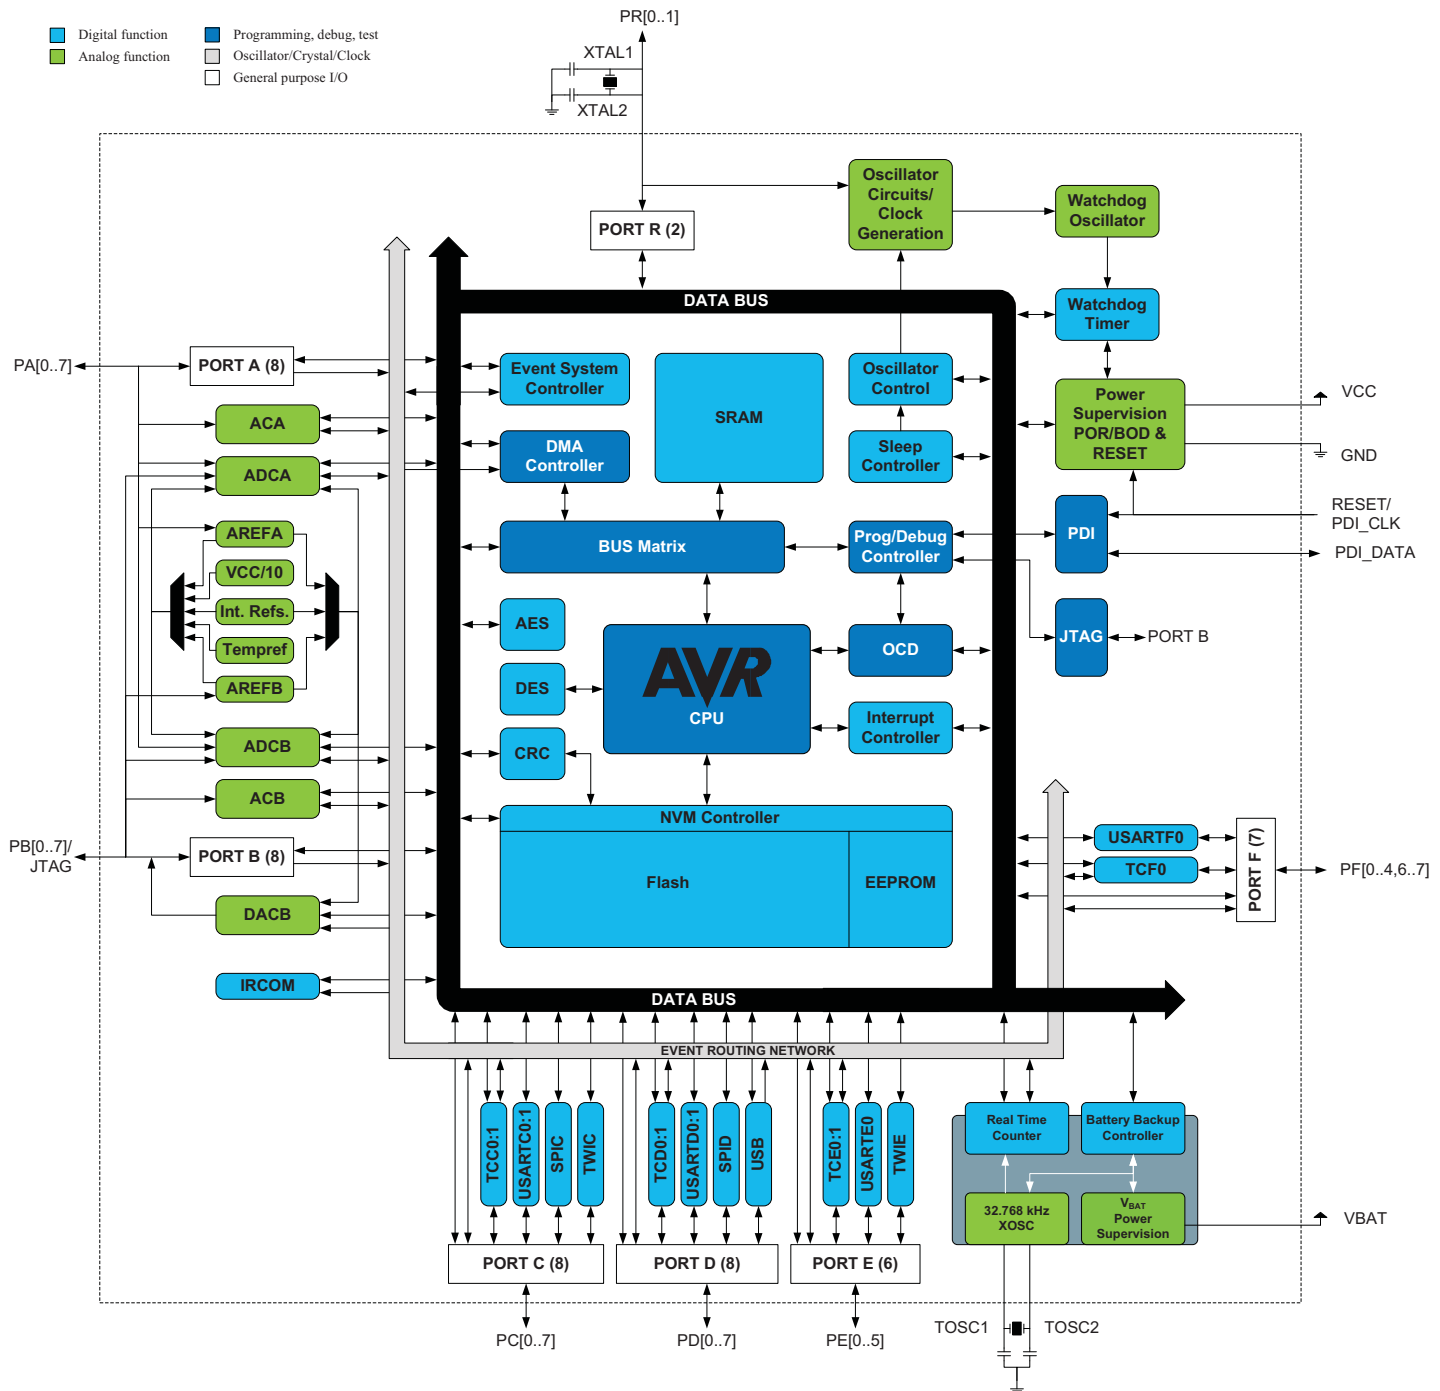 PR[0..1]
Digital function
Programming, debug, test
Analog function
Oscillator/Crystal/Clock
General purpose I/O
XTAL1
XTAL2
Oscillator
Circuits/
Clock
Generation
Watchdog
Oscillator
PORT R (2)
DATA BUS
Watchdog
Timer
PA[0..7]
PORT A (8)
Event System
Controller
SRAM
Oscillator
Control
Power
Supervision
POR/BOD &
RESET
VCC
ACA
DMA
Controller
Sleep
Controller
GND
ADCA
RESET/
PDI_CLK
AREFA
BUS Matrix
Prog/Debug
Controller
PDI
PDI_DATA
VCC/10
Int. Refs.
AES
Tempref
AVR
CPU
OCD
JTAG
PORT B
AREFB
DES
Interrupt
Controller
ADCB
CRC
ACB
NVM Controller
PB[0..7]/
JTAG
PORT B (8)
Flash
EEPROM
USARTF0
TCF0
PORT F (7)
PF[0..4,6..7]
DACB
IRCOM
DATA BUS
EVENT ROUTING NETWORK
TCC0:1
USARTC0:1
SPIC
TWIC
TCD0:1
USARTD0:1
SPID
USB
TCE0:1
USARTE0
TWIE
Real Time
Counter
Battery Backup
Controller
32.768 kHz
XOSC
VBAT
Power
Supervision
VBAT
PORT C (8)
PORT D (8)
PORT E (6)
PC[0..7]
PD[0..7]
PE[0..5]
TOSC1
TOSC2